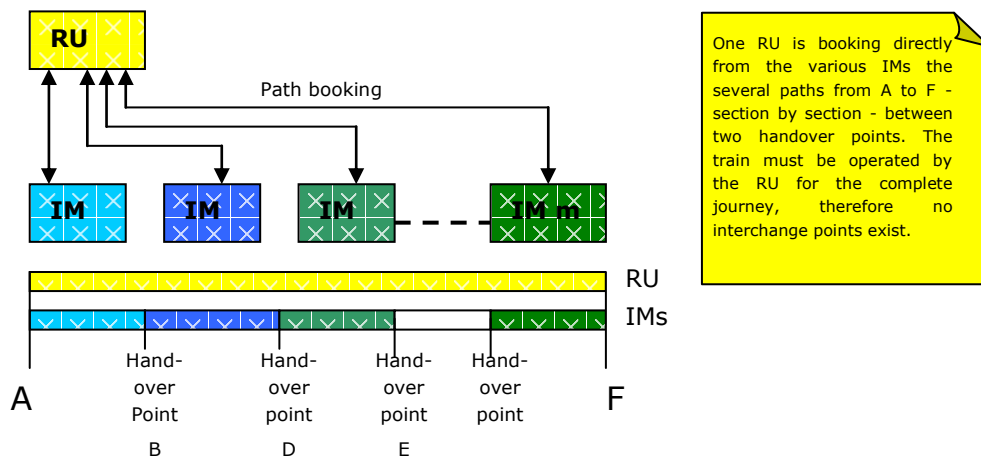 RU
Path booking
IM
IM
IM
IM m
RU
IMs
A
Hand-
over
Point
B
Hand-
over
point
D
Hand-
over
point
E
Hand-
over
point
F
One RU is booking directly
from the various IMs the
several paths from A to F -
section by section - between
two handover points. The
train must be operated by
the RU for the complete
journey, therefore no
interchange points exist.